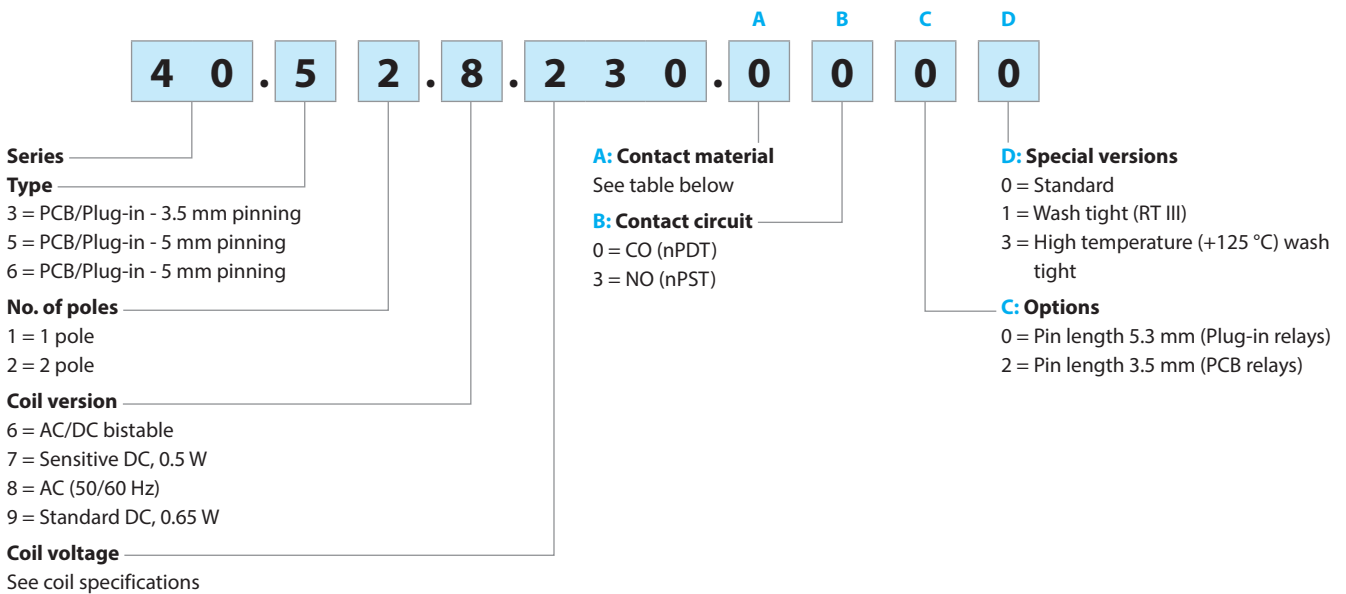 A B C D
4 0 . 5 2 . 8 . 2 3 0 . 0 0 0 0
Series
Type
3 = PCB/Plug-in - 3.5 mm pinning
5 = PCB/Plug-in - 5 mm pinning
6 = PCB/Plug-in - 5 mm pinning
No. of poles
1 = 1 pole
2 = 2 pole
Coil version
6 = AC/DC bistable
7 = Sensitive DC, 0.5 W
8 = AC (50/60 Hz)
9 = Standard DC, 0.65 W
Coil voltage
See coil specifications
A: Contact material
See table below
B: Contact circuit
0 = CO (nPDT)
3 = NO (nPST)
D: Special versions
0 = Standard
1 = Wash tight (RT III)
3 = High temperature (+125 °C) wash
tight
C: Options
0 = Pin length 5.3 mm (Plug-in relays)
2 = Pin length 3.5 mm (PCB relays)